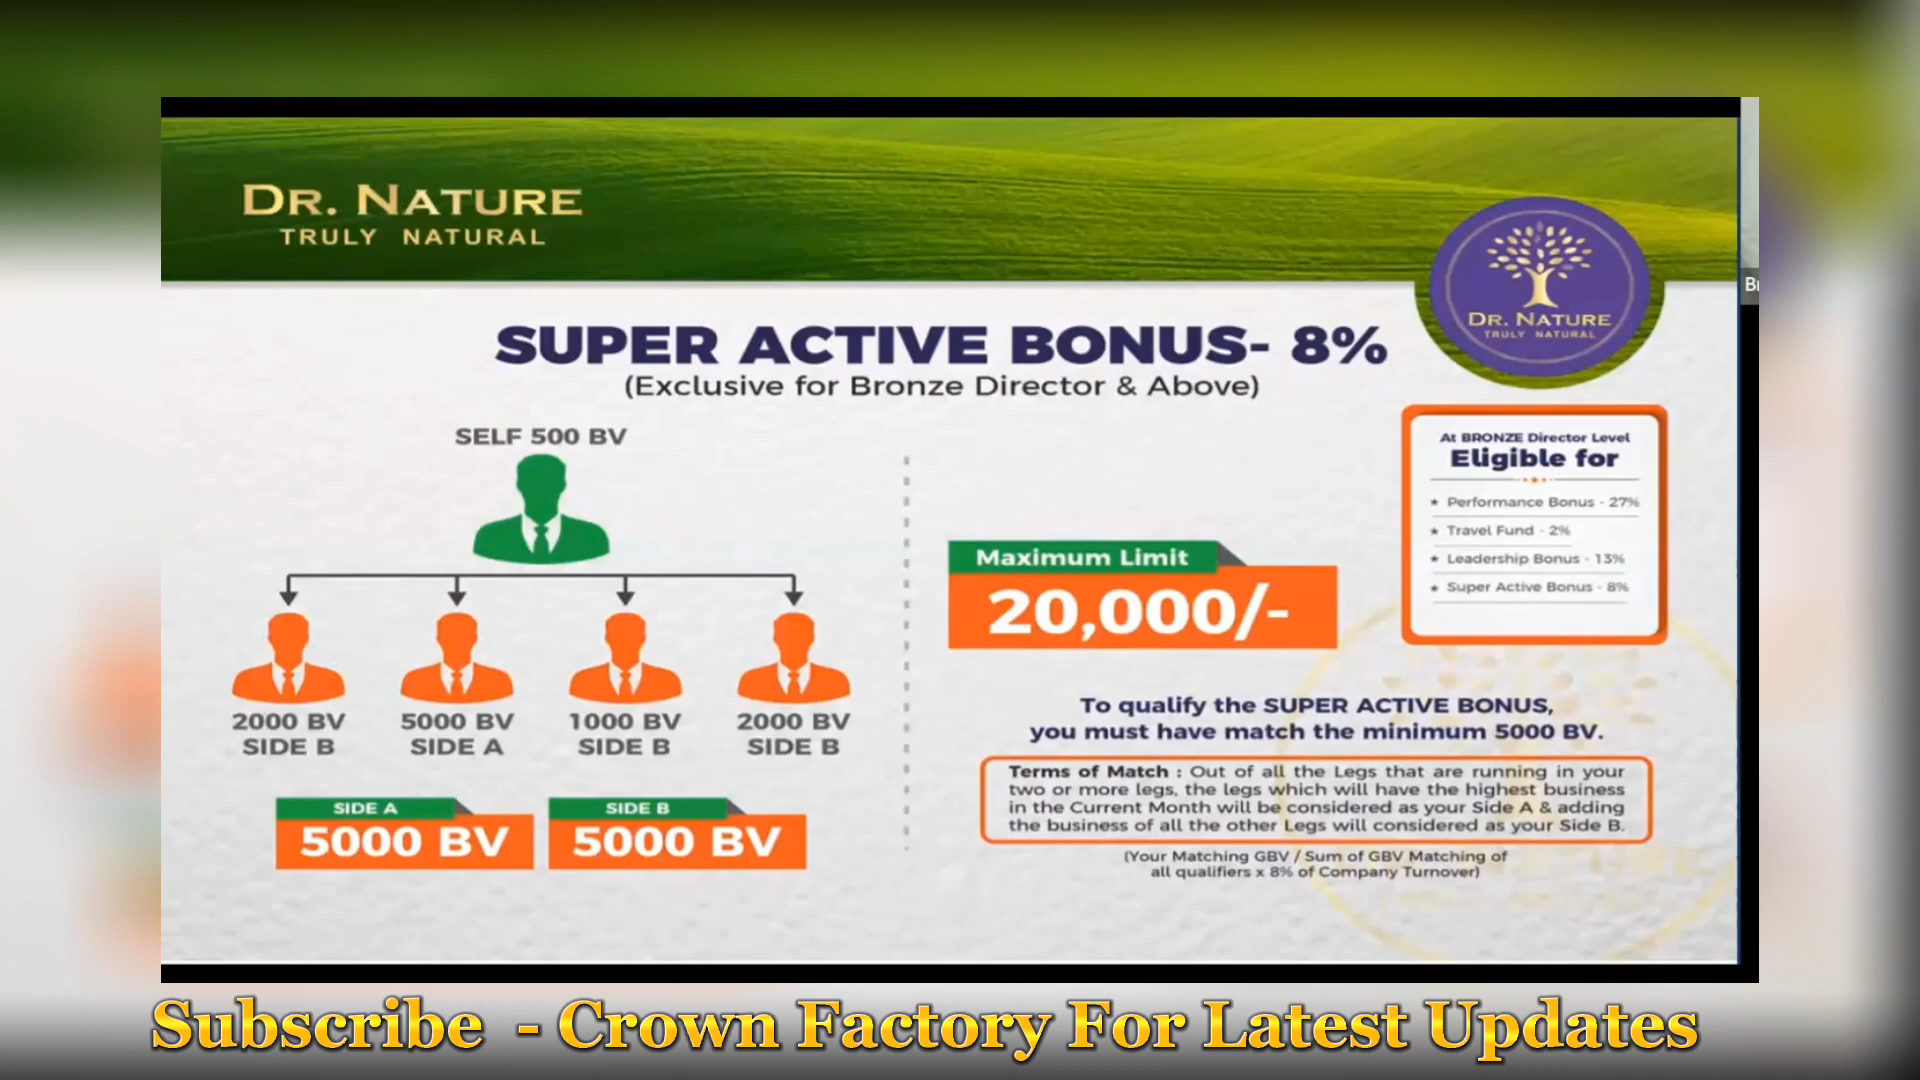 DR. NATURE
TRULY NATURAL
DR. NATURE
TRULY NATURAL
SUPER ACTIVE BONUS- 8%
(Exclusive for Bronze Director & Above)
SELF 500 BV
2000 BV
SIDE B
5000 BV
SIDE A
1000 BV
SIDE B
2000 BV
SIDE B
SIDE A
5000 BV
SIDE B
5000 BV
Maximum Limit
20,000/-
At BRONZE Director Level
Eligible for
★ Performance Bonus - 27%
★ Travel Fund - 2%
★ Leadership Bonus - 13%
★ Super Active Bonus - 8%
To qualify the SUPER ACTIVE BONUS,
you must have match the minimum 5000 BV.
Terms of Match : Out of all the Legs that are running in your
two or more legs, the legs which will have the highest business
in the Current Month will be considered as your Side A & adding
the business of all the other Legs will considered as your Side B.
(Your Matching GBV / Sum of GBV Matching of
all qualifiers x 8% of Company Turnover)
Subscribe - Crown Factory For Latest Updates